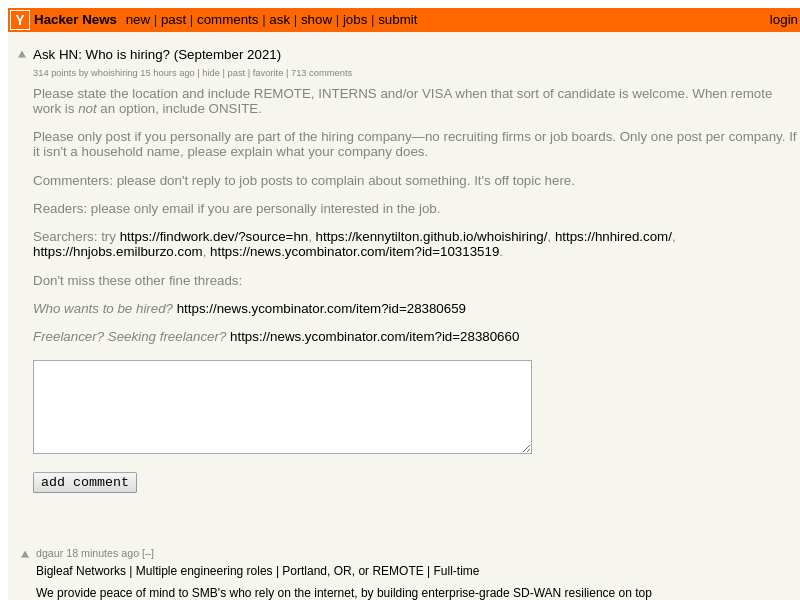 Y Hacker News new | past | comments | ask | show | jobs | submit login
Ask HN: Who is hiring? (September 2021)
314 points by whoishiring 15 hours ago | hide | past | favorite | 713 comments
Please state the location and include REMOTE, INTERNS and/or VISA when that sort of candidate is welcome. When remote
work is not an option, include ONSITE.
Please only post if you personally are part of the hiring company—no recruiting firms or job boards. Only one post per company. If
it isn't a household name, please explain what your company does.
Commenters: please don't reply to job posts to complain about something. It's off topic here.
Readers: please only email if you are personally interested in the job.
Searchers: try https://findwork.dev/?source=hn, https://kennytilton.github.io/whoishiring/, https://hnhired.com/,
https://hnjobs.emilburzo.com, https://news.ycombinator.com/item?id=10313519.
Don't miss these other fine threads:
Who wants to be hired? https://news.ycombinator.com/item?id=28380659
Freelancer? Seeking freelancer? https://news.ycombinator.com/item?id=28380660
add comment
dgaur 18 minutes ago [–]
Bigleaf Networks | Multiple engineering roles | Portland, OR, or REMOTE | Full-time
We provide peace of mind to SMB's who rely on the internet, by building enterprise-grade SD-WAN resilience on top